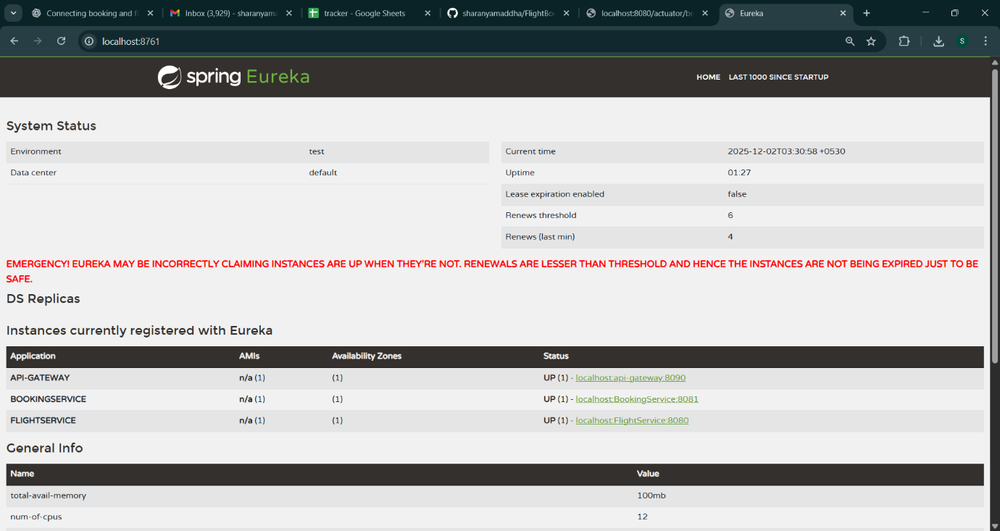 Connecting booking and fl
Inbox (3,929) - sharanyama
tracker - Google Sheets
sharanyamaddha/FlightBo
localhost:8080/actuator/be
Eureka
localhost:8761
S
spring Eureka
HOME LAST 1000 SINCE STARTUP
System Status
Environment test
Data center default
Current time 2025-12-02T03:30:58 +0530
Uptime 01:27
Lease expiration enabled false
Renews threshold 6
Renews (last min) 4
EMERGENCY! EUREKA MAY BE INCORRECTLY CLAIMING INSTANCES ARE UP WHEN THEY'RE NOT. RENEWALS ARE LESSER THAN THRESHOLD AND HENCE THE INSTANCES ARE NOT BEING EXPIRED JUST TO BE
SAFE.
DS Replicas
Instances currently registered with Eureka
Application AMIs Availability Zones Status
API-GATEWAY n/a (1) (1) UP (1) - localhost:api-gateway:8090
BOOKINGSERVICE n/a (1) (1) UP (1) - localhost:BookingService:8081
FLIGHTSERVICE n/a (1) (1) UP (1) - localhost:FlightService:8080
General Info
Name Value
total-avail-memory 100mb
num-of-cpus 12